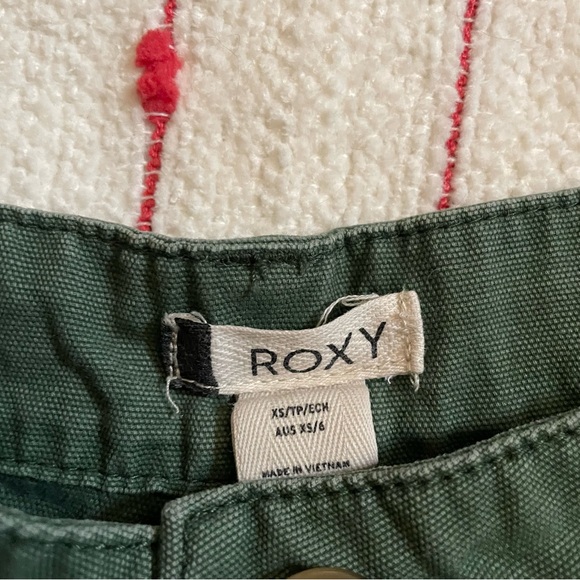 ROXY
XS/TP/ECH
AUS XS/6
MADE IN VIETNAM